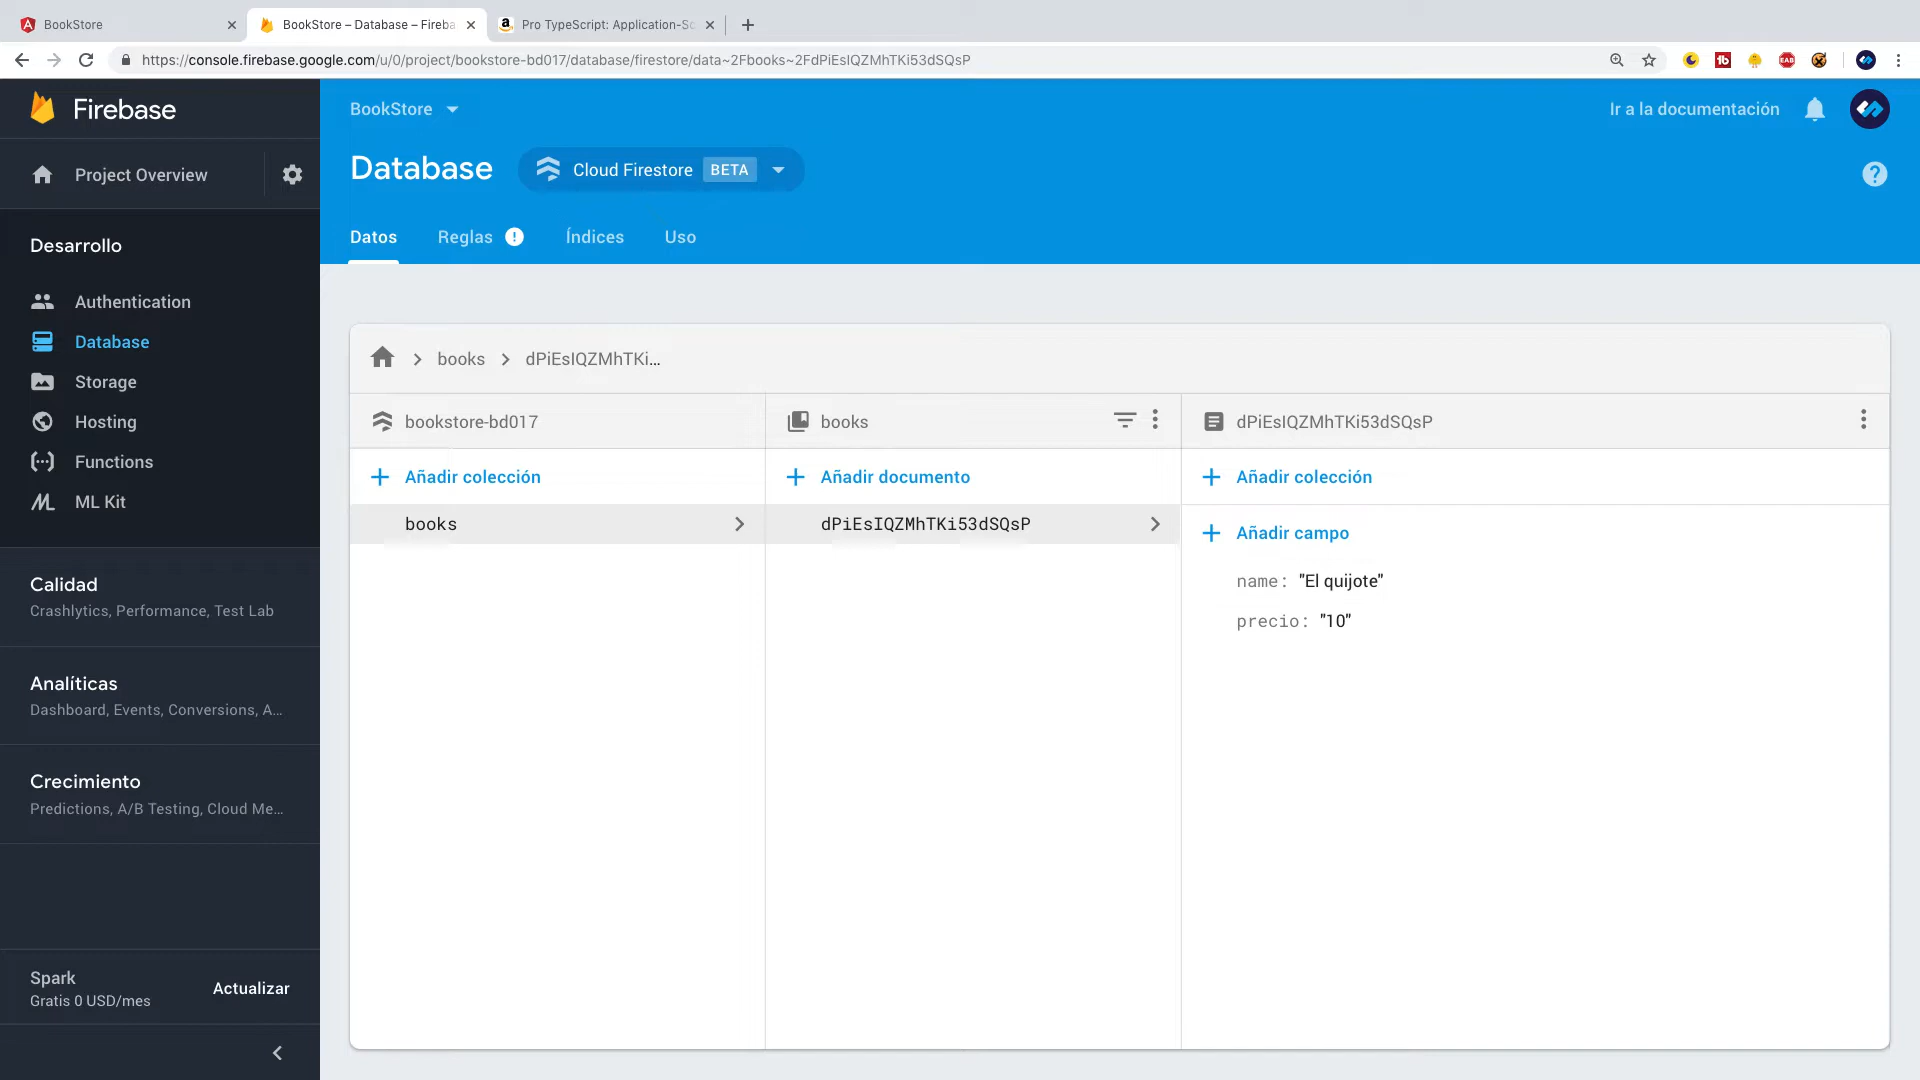 BookStore
BookStore – Database – Fireba
Pro TypeScript: Application-Sc
https://console.firebase.google.com/u/0/project/bookstore-bd017/database/firestore/data~2Fbooks~2FdPiEsIQZMhTKi53dSQsP
Firebase
BookStore
Ir a la documentación
Project Overview
Database
Cloud Firestore
BETA
Datos
Reglas
Índices
Uso
Desarrollo
Authentication
Database
Storage
Hosting
Functions
ML Kit
Calidad
Crashlytics, Performance, Test Lab
Analíticas
Dashboard, Events, Conversions, A...
Crecimiento
Predictions, A/B Testing, Cloud Me...
Spark
Gratis 0 USD/mes
Actualizar
books
dPiEsIQZMhTKi...
bookstore-bd017
books
dPiEsIQZMhTKi53dSQsP
Añadir colección
Añadir documento
Añadir colección
books
dPiEsIQZMhTKi53dSQsP
Añadir campo
name: "El quijote"
precio: "10"